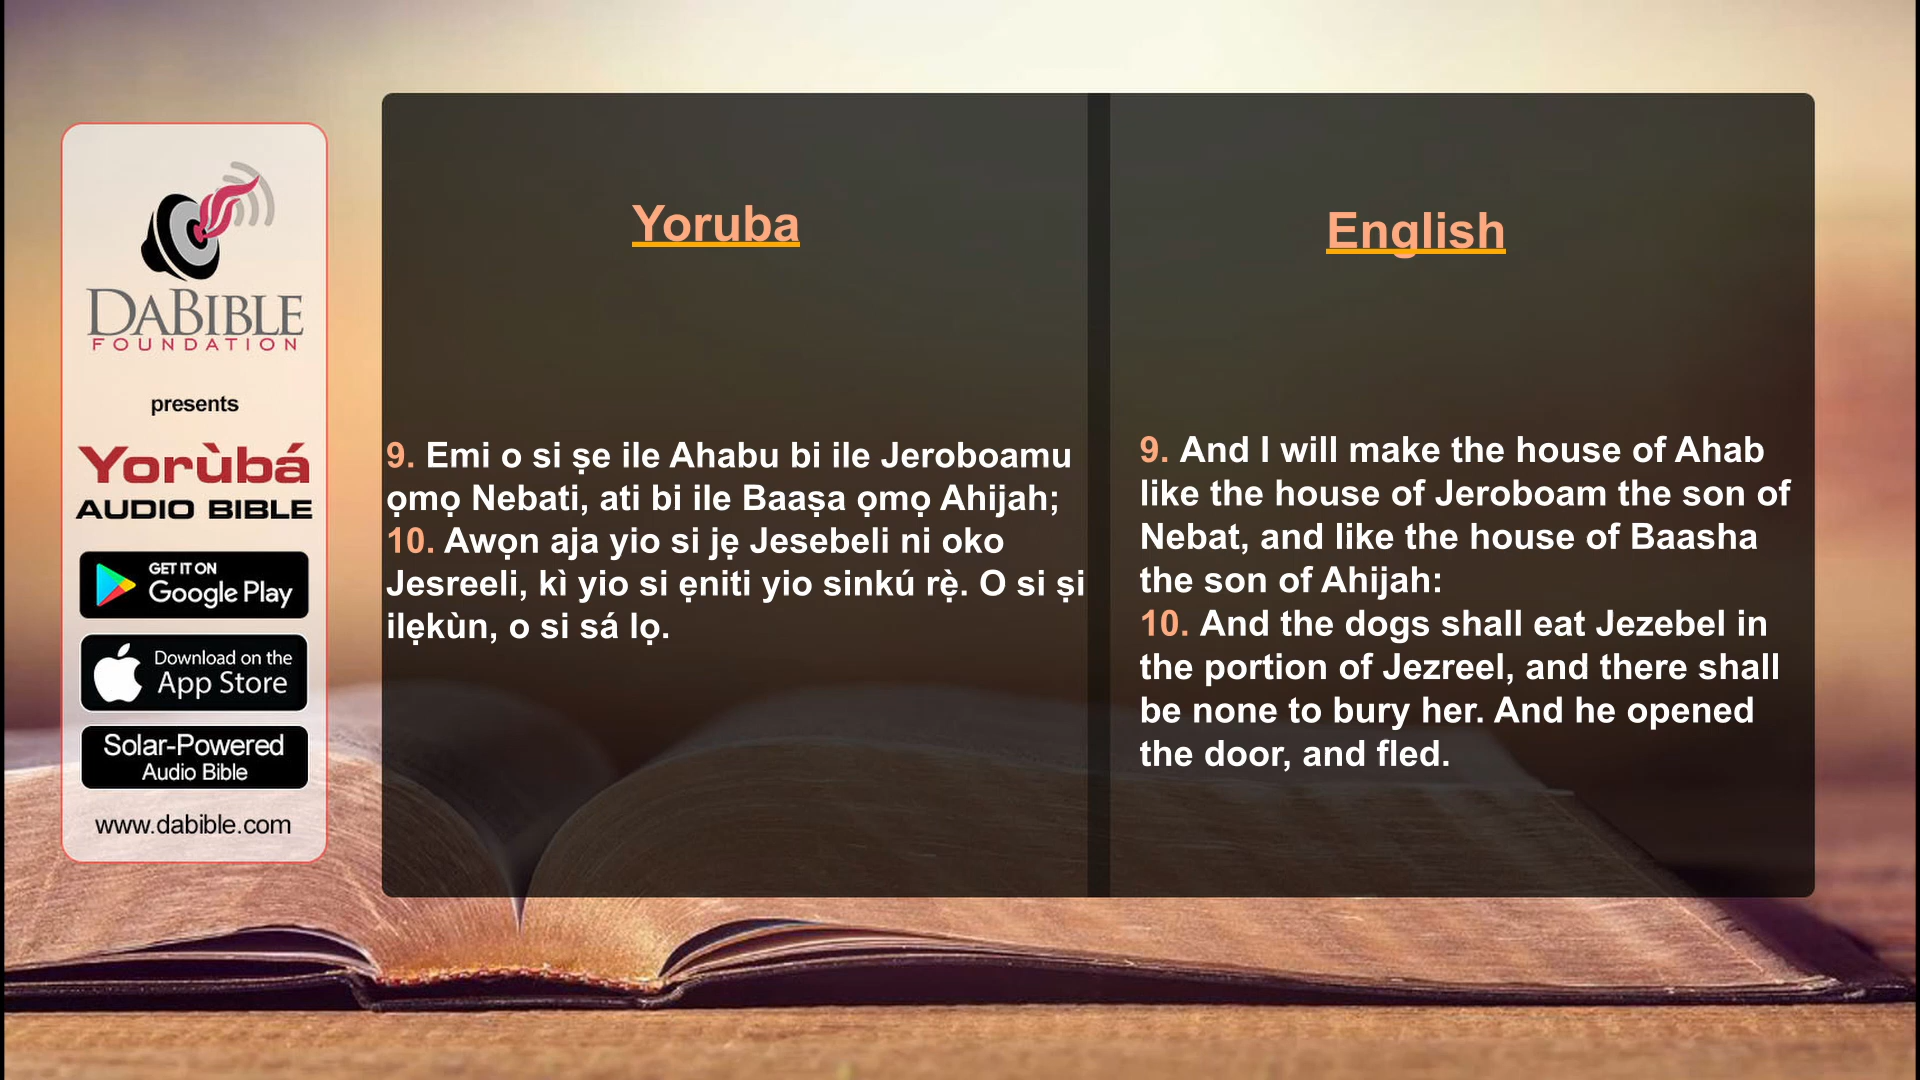 DABIBLE
FOUNDATION
presents
Yorùbá
AUDIO BIBLE
GET IT ON
Google Play
Download on the
App Store
Solar-Powered
Audio Bible
www.dabible.com
Yoruba
9. Emi o si ṣe ile Ahabu bi ile Jeroboamu
ọmọ Nebati, ati bi ile Baaṣa ọmọ Ahijah;
10. Awọn aja yio si jẹ Jesebeli ni oko
Jesreeli, kì yio si ẹniti yio sinkú rẹ̀. O si ṣi
ilẹkùn, o si sá lọ.
English
9. And I will make the house of Ahab
like the house of Jeroboam the son of
Nebat, and like the house of Baasha
the son of Ahijah:
10. And the dogs shall eat Jezebel in
the portion of Jezreel, and there shall
be none to bury her. And he opened
the door, and fled.